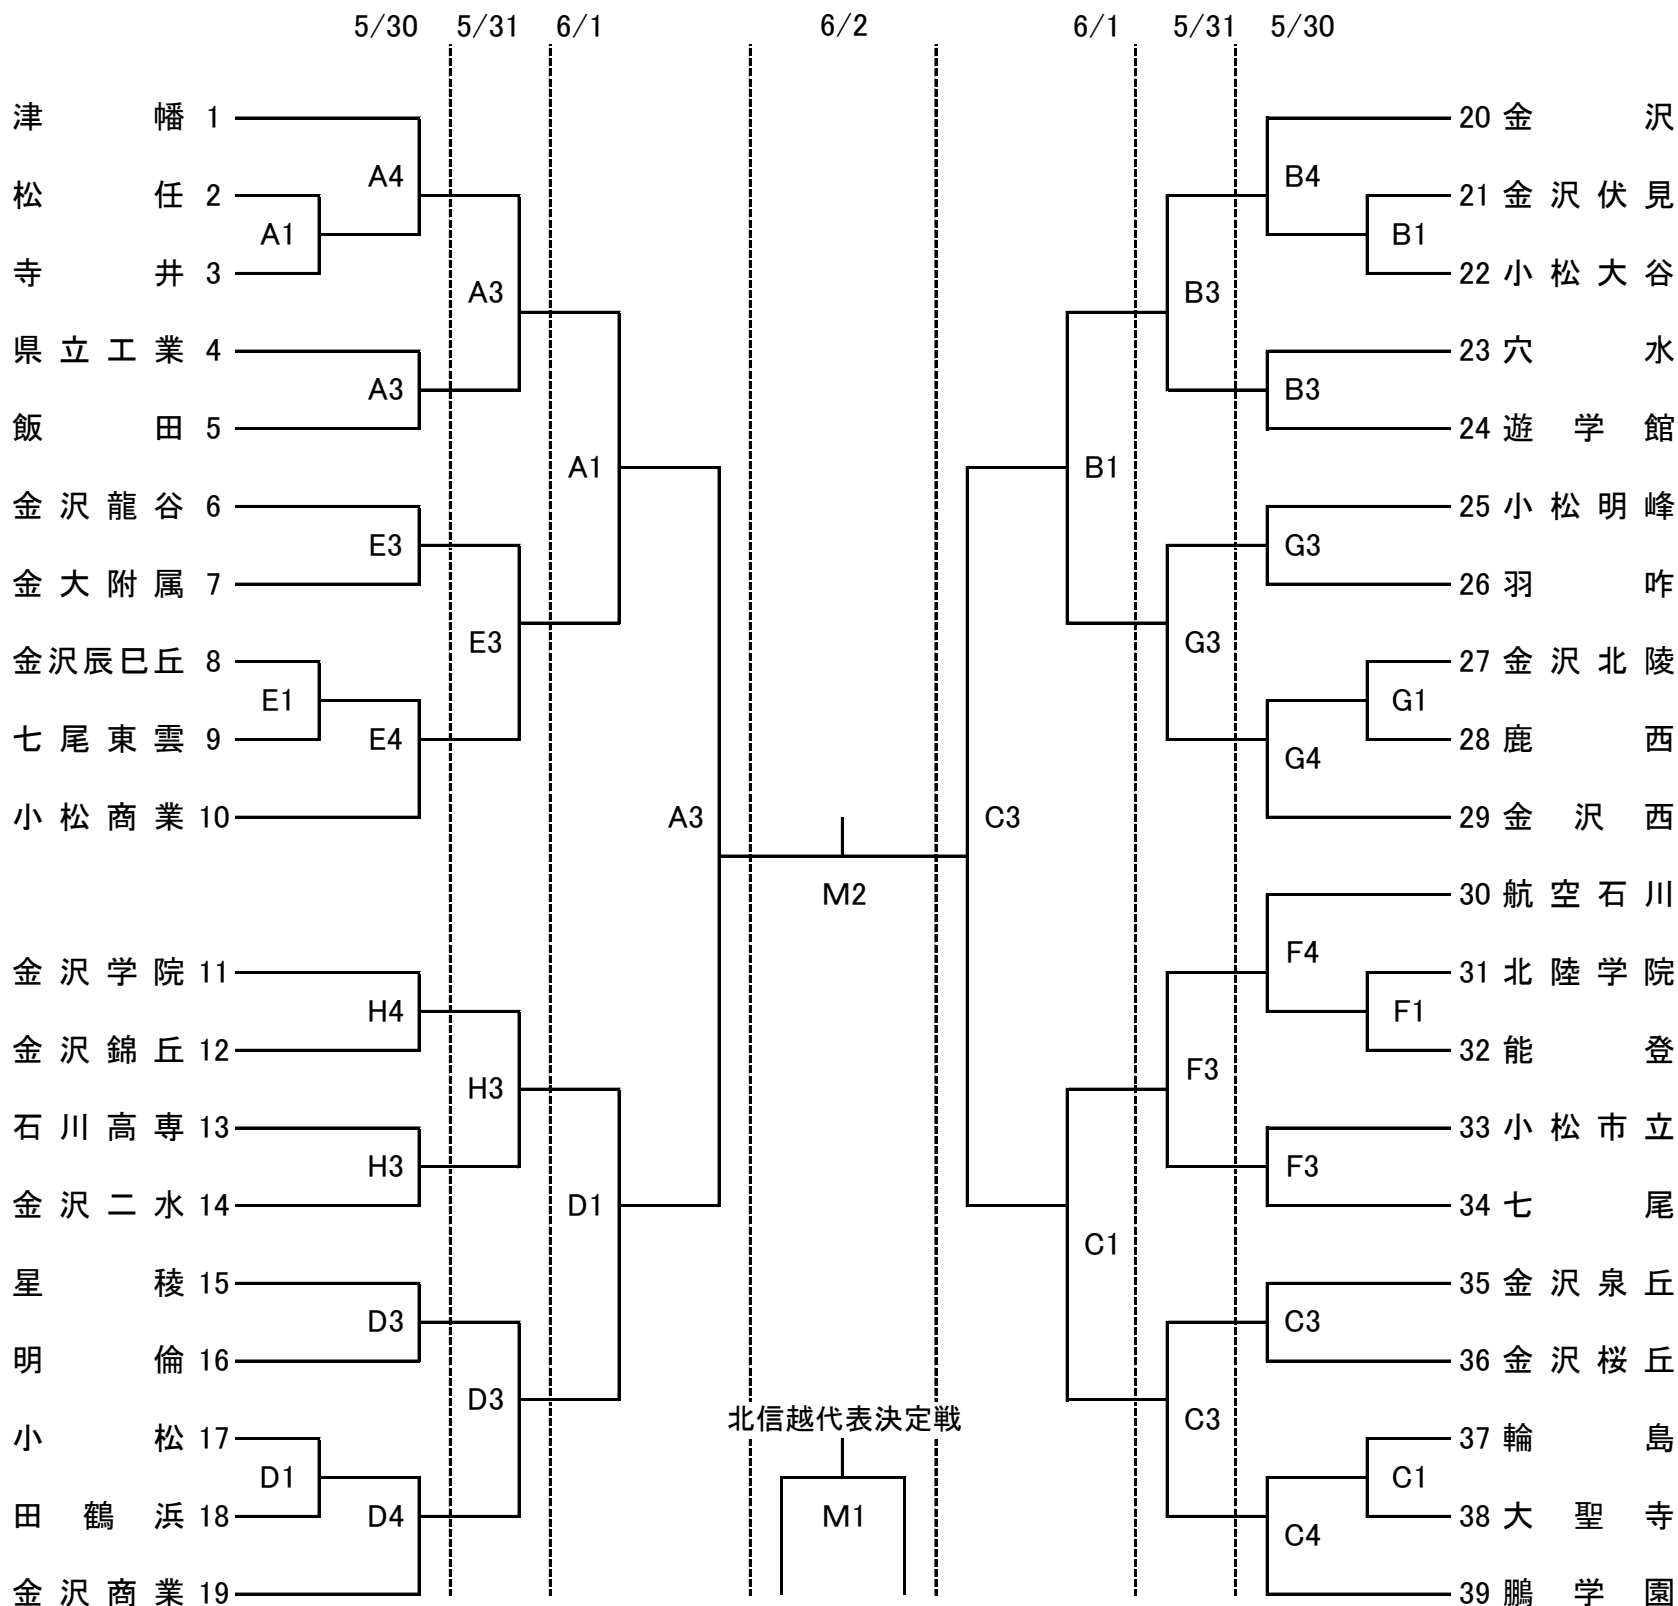 5/30 5/31 6/1 6/2 6/1 5/31 5/30
津幡 1
20 金沢
A4
B4
松任 2
21 金沢伏見
A1
B1
寺井 3
22 小松大谷
A3
B3
県立工業 4
23 穴水
A3
B3
飯田 5
24 遊学館
A1
B1
金沢龍谷 6
25 小松明峰
E3
G3
金大附属 7
26 羽咋
E3
G3
金沢辰巳丘 8
27 金沢北陵
E1
G1
七尾東雲 9
28 鹿西
E4
G4
小松商業 10
29 金沢西
A3
C3
M2
30 航空石川
F4
金沢学院 11
31 北陸学院
H4
F1
金沢錦丘 12
32 能登
H3
F3
石川高専 13
33 小松市立
H3
F3
金沢二水 14
34 七尾
D1
C1
星稜 15
35 金沢泉丘
D3
C3
明倫 16
36 金沢桜丘
D3
C3
北信越代表決定戦
小松 17
37 輪島
D1
C1
田鶴浜 18
38 大聖寺
D4
M1
C4
金沢商業 19
39 鵬学園